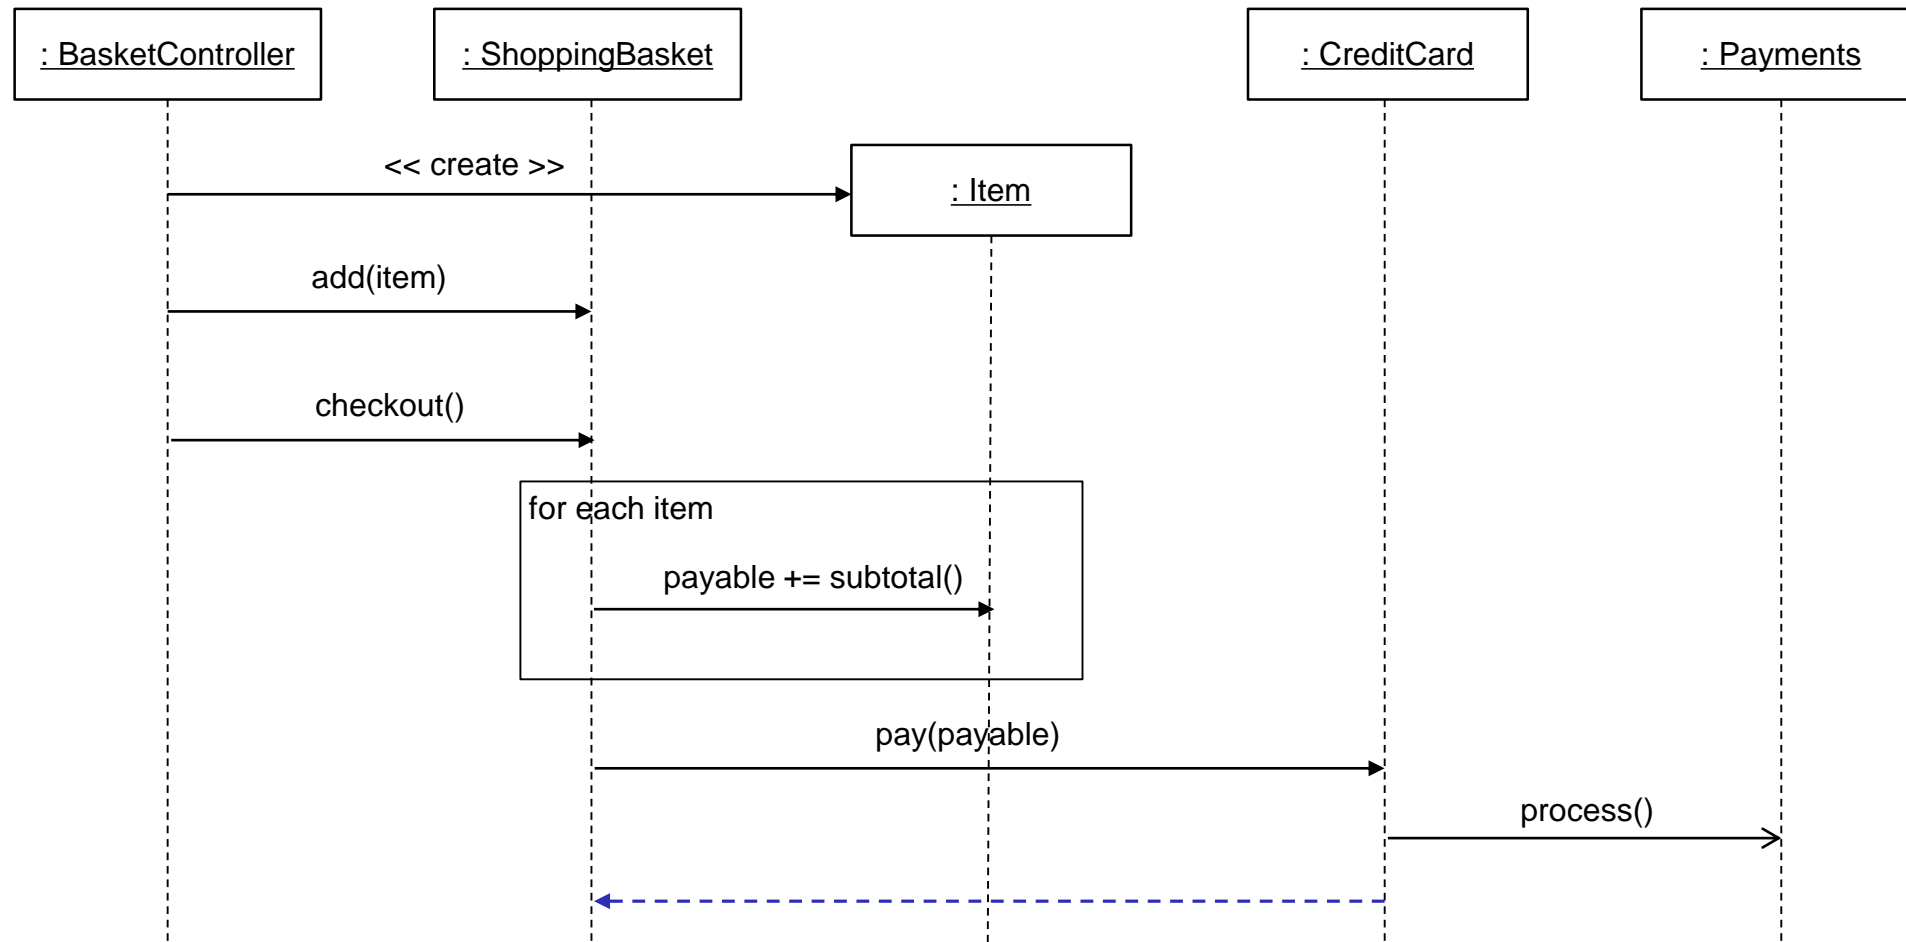 : BasketController
: ShoppingBasket
: CreditCard
: Payments
<< create >>
: Item
add(item)
checkout()
for each item
payable += subtotal()
pay(payable)
process()